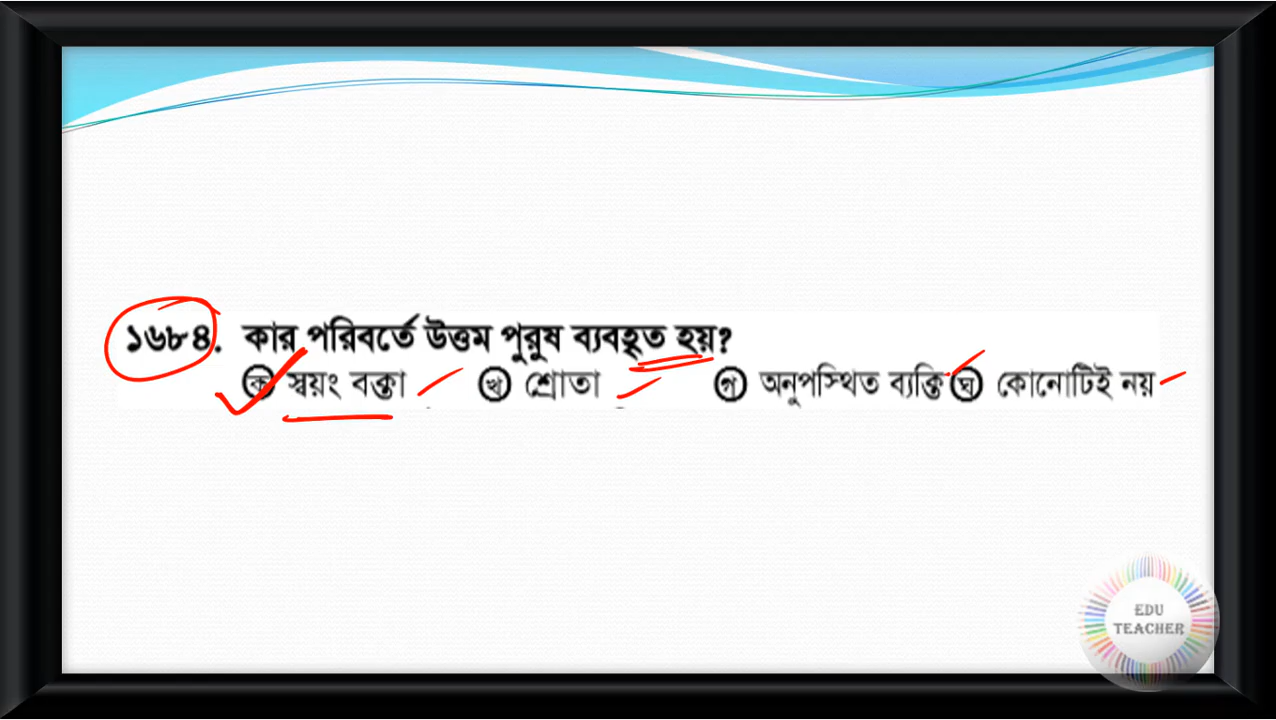 ১৬৮৪. কার পরিবর্তে উত্তম পুরুষ ব্যবহৃত হয়?
ক স্বয়ং বক্তা খ শ্রোতা গ অনুপস্থিত ব্যক্তি ঘ কোনোটিই নয়
EDU
TEACHER